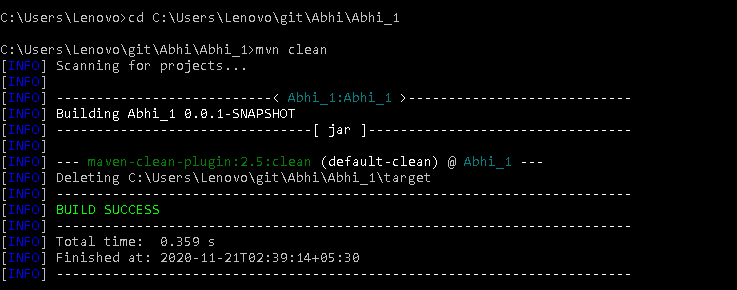 C:\Users\Lenovo>cd C:\Users\Lenovo\git\Abhi\Abhi_1
C:\Users\Lenovo\git\Abhi\Abhi_1>mvn clean
[INFO] Scanning for projects...
[INFO]
[INFO] --------------------------< Abhi_1:Abhi_1 >---------------------------
[INFO] Building Abhi_1 0.0.1-SNAPSHOT
[INFO] --------------------------------[ jar ]---------------------------------
[INFO]
[INFO] --- maven-clean-plugin:2.5:clean (default-clean) @ Abhi_1 ---
[INFO] Deleting C:\Users\Lenovo\git\Abhi\Abhi_1\target
[INFO] ------------------------------------------------------------------------
[INFO] BUILD SUCCESS
[INFO] ------------------------------------------------------------------------
[INFO] Total time:  0.359 s
[INFO] Finished at: 2020-11-21T02:39:14+05:30
[INFO] ------------------------------------------------------------------------